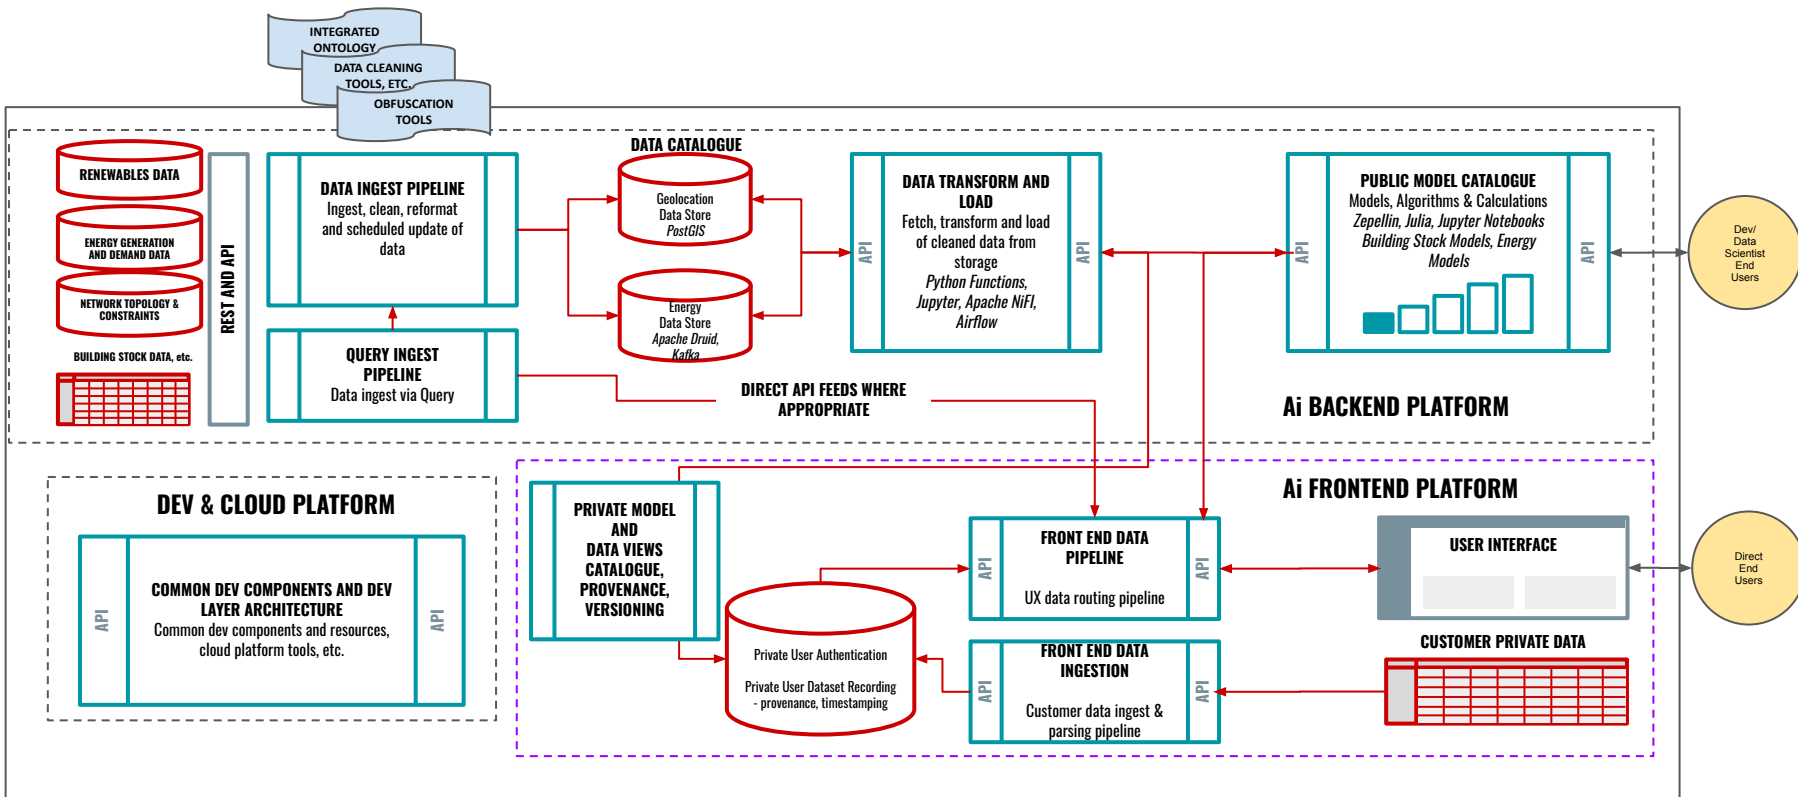 INTEGRATED
ONTOLOGY
DATA CLEANING
TOOLS, ETC.
OBFUSCATION
TOOLS
RENEWABLES DATA
ENERGY GENERATION
AND DEMAND DATA
NETWORK TOPOLOGY &
CONSTRAINTS
BUILDING STOCK DATA, etc.
REST AND API
DATA INGEST PIPELINE
Ingest, clean, reformat
and scheduled update of
data
QUERY INGEST
PIPELINE
Data ingest via Query
DATA CATALOGUE
Geolocation
Data Store
PostGIS
Energy
Data Store
Apache Druid,
Kafka
DIRECT API FEEDS WHERE
APPROPRIATE
API
DATA TRANSFORM AND
LOAD
Fetch, transform and load
of cleaned data from
storage
Python Functions,
Jupyter, Apache NiFI,
Airflow
API
API
PUBLIC MODEL CATALOGUE
Models, Algorithms & Calculations
Zepellin, Julia, Jupyter Notebooks
Building Stock Models, Energy
Models
API
Dev/
Data
Scientist
End
Users
Ai BACKEND PLATFORM
DEV & CLOUD PLATFORM
API
COMMON DEV COMPONENTS AND DEV
LAYER ARCHITECTURE
Common dev components and resources,
cloud platform tools, etc.
API
Ai FRONTEND PLATFORM
PRIVATE MODEL
AND
DATA VIEWS
CATALOGUE,
PROVENANCE,
VERSIONING
Private User Authentication
Private User Dataset Recording
- provenance, timestamping
API
FRONT END DATA
PIPELINE
UX data routing pipeline
API
API
FRONT END DATA
INGESTION
Customer data ingest &
parsing pipeline
API
USER INTERFACE
CUSTOMER PRIVATE DATA
Direct
End
Users